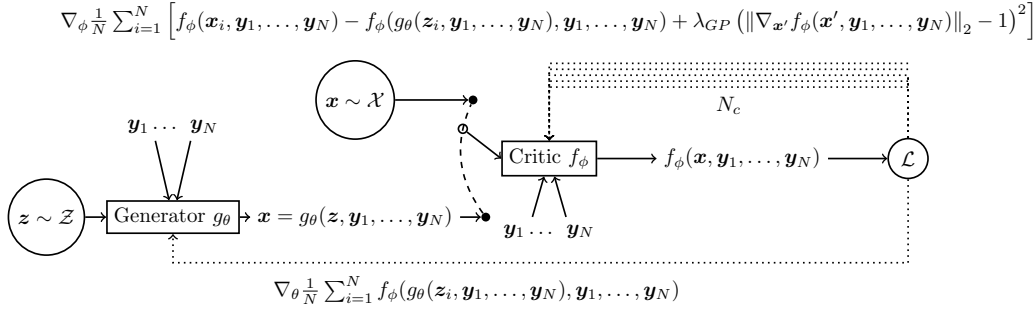 ∇_ϕ 1/N ∑_{i=1}^{N} [ f_ϕ(x_i, y_1, …, y_N) − f_ϕ(g_θ(z_i, y_1, …, y_N), y_1, …, y_N) + λ_{GP} (‖∇_{x′} f_ϕ(x′, y_1, …, y_N)‖_2 − 1)^2 ]
x ∼ 𝒳
N_c
y_1 … y_N
Critic f_ϕ
f_ϕ(x, y_1, …, y_N)
ℒ
z ∼ 𝒵
Generator g_θ
x = g_θ(z, y_1, …, y_N)
y_1 … y_N
∇_θ 1/N ∑_{i=1}^{N} f_ϕ(g_θ(z_i, y_1, …, y_N), y_1, …, y_N)